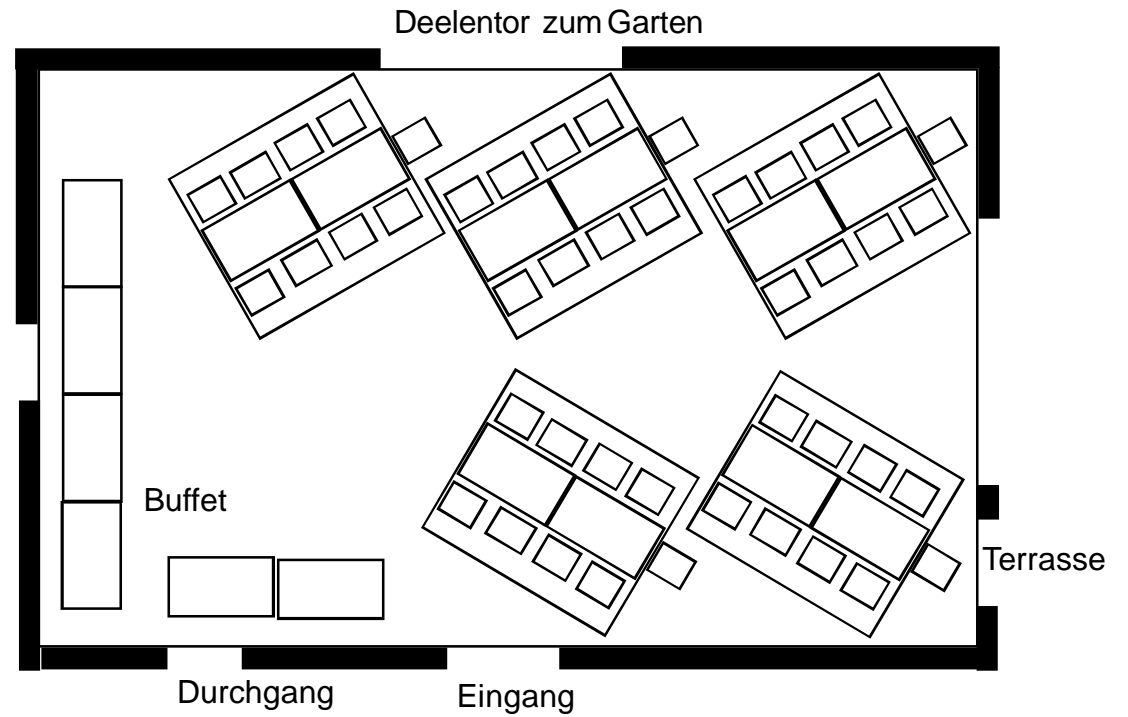 Deelentor zum Garten
Buffet
Terrasse
Durchgang
Eingang